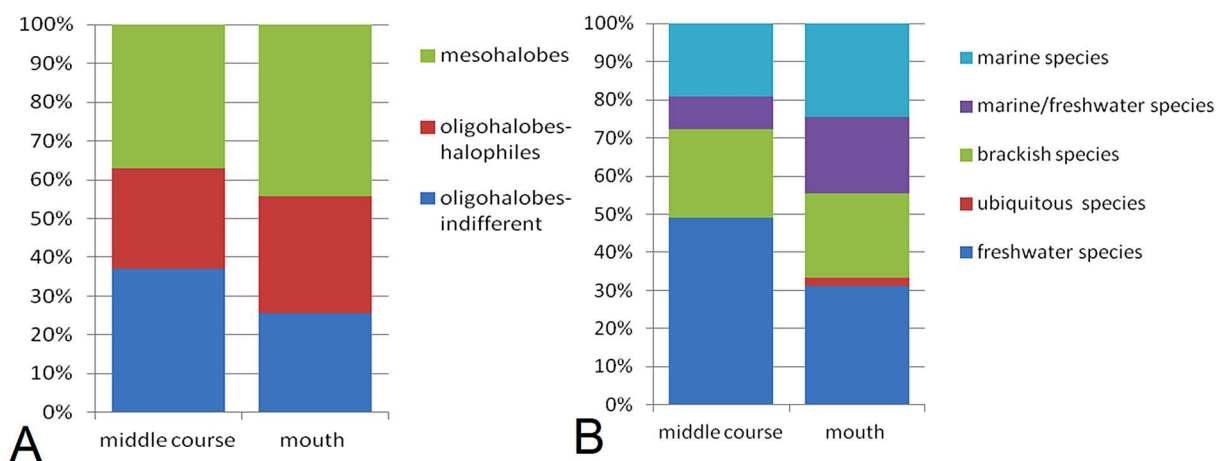 100%
90%
80%
70%
60%
50%
40%
30%
20%
10%
0%
middle course
mouth
mesohalobes
oligohalobes-
halophiles
oligohalobes-
indifferent
A
100%
90%
80%
70%
60%
50%
40%
30%
20%
10%
0%
middle course
mouth
marine species
marine/freshwater species
brackish species
ubiquitous species
freshwater species
B